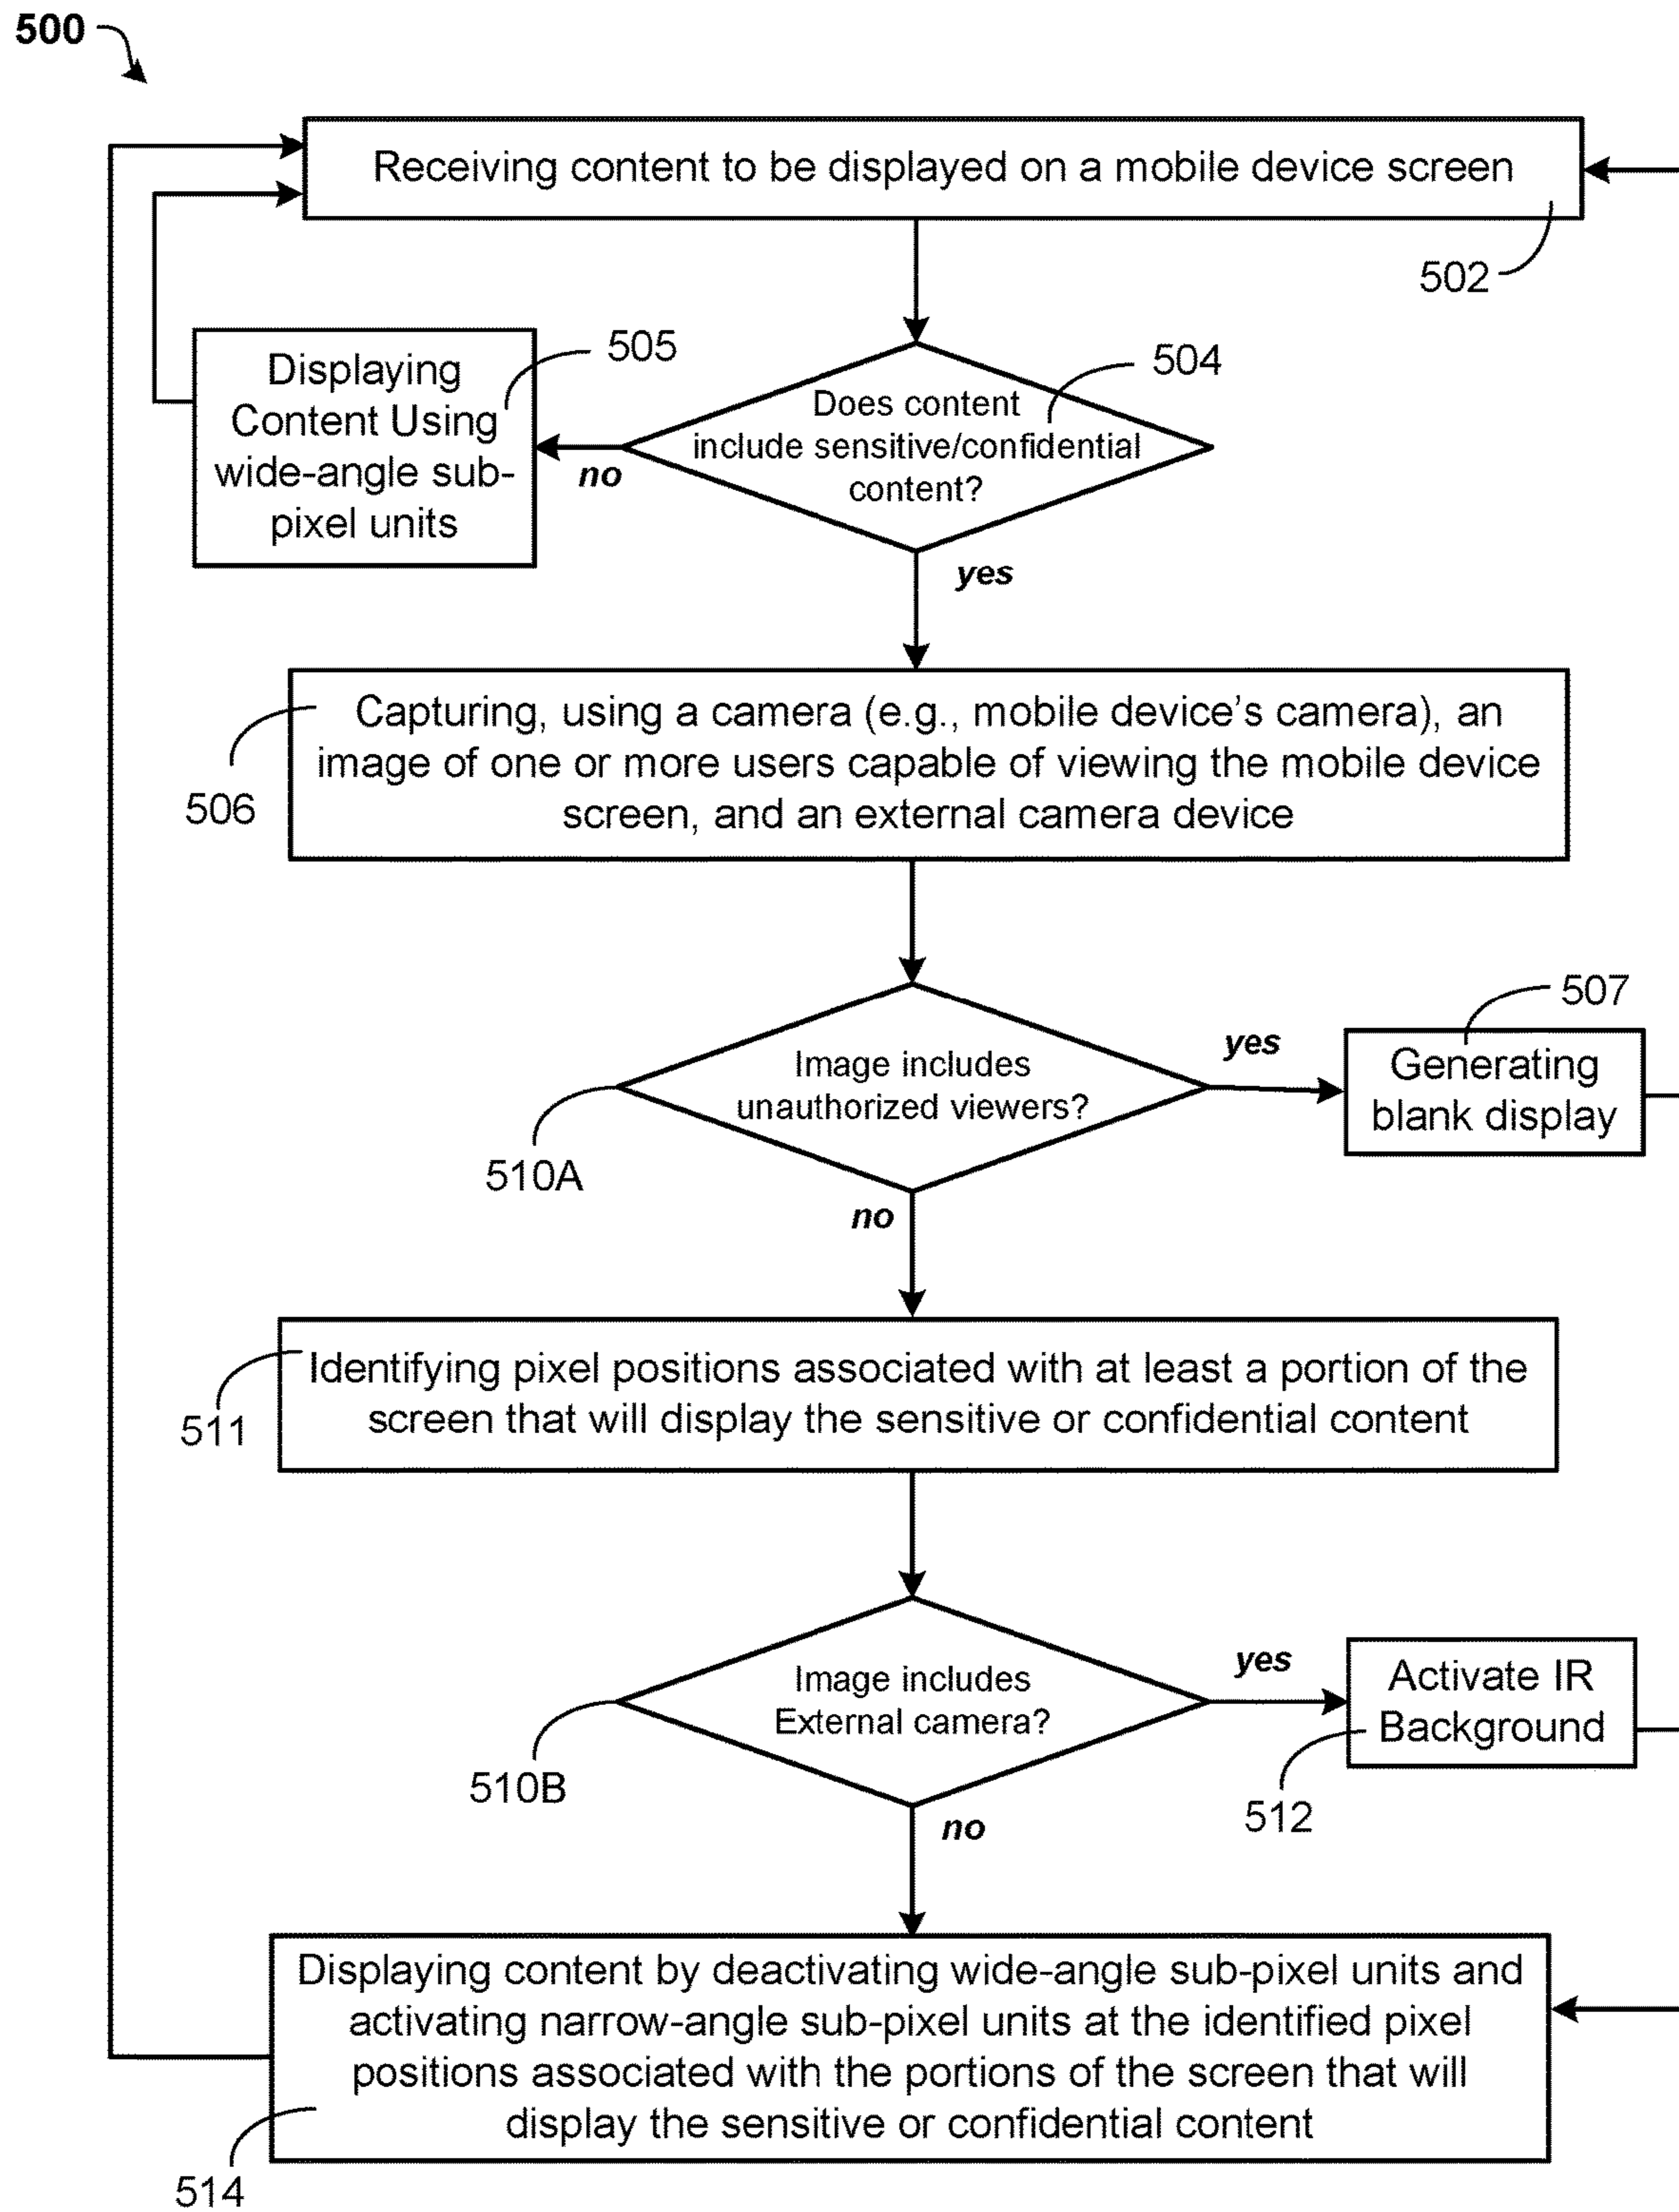 500
Receiving content to be displayed on a mobile device screen
502
Displaying
Content Using
wide-angle sub-
pixel units
505
504
Does content
include sensitive/confidential
content?
no
yes
Capturing, using a camera (e.g., mobile device's camera), an
image of one or more users capable of viewing the mobile device
screen, and an external camera device
506
507
Image includes
unauthorized viewers?
yes
Generating
blank display
510A
no
Identifying pixel positions associated with at least a portion of the
screen that will display the sensitive or confidential content
511
Image includes
External camera?
yes
Activate IR
Background
510B
512
no
Displaying content by deactivating wide-angle sub-pixel units and
activating narrow-angle sub-pixel units at the identified pixel
positions associated with the portions of the screen that will
display the sensitive or confidential content
514